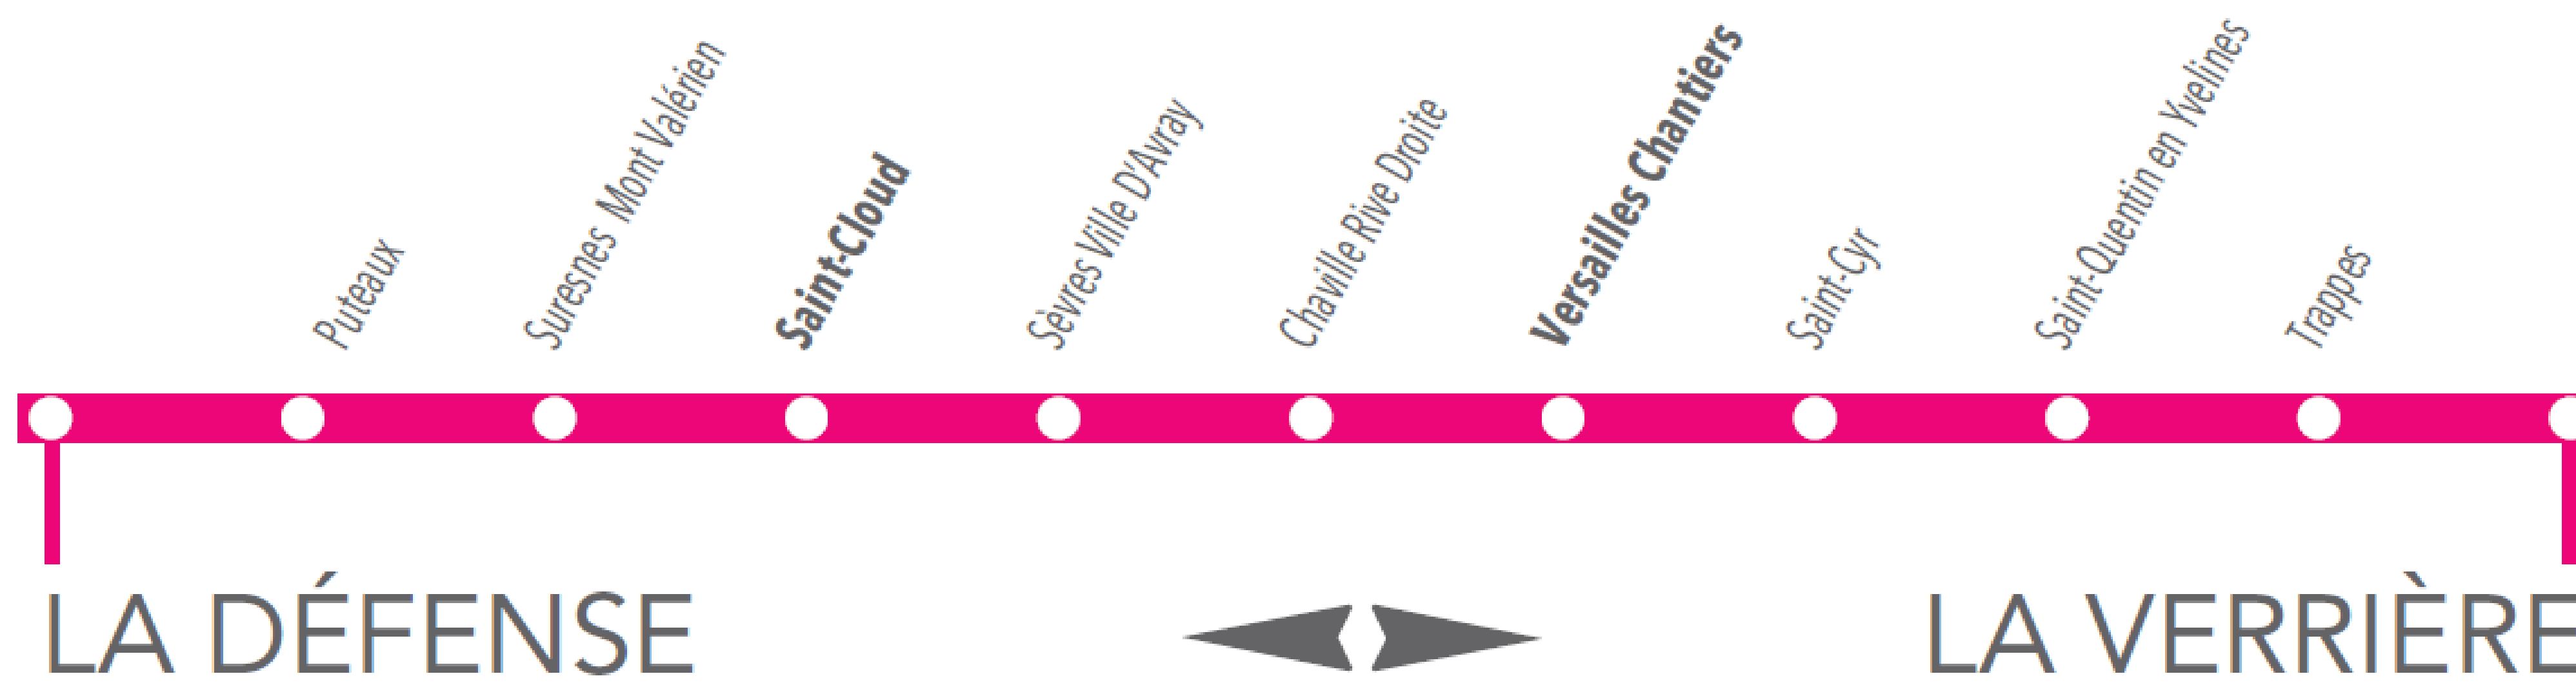 Puteaux
Suresnes  Mont Valérien
Saint-Cloud
Sèvres Ville D'Avray
Chaville Rive Droite
Versailles Chantiers
Saint-Cyr
Saint-Quentin en Yvelines
Trappes
LA DÉFENSE
LA VERRIÈRE